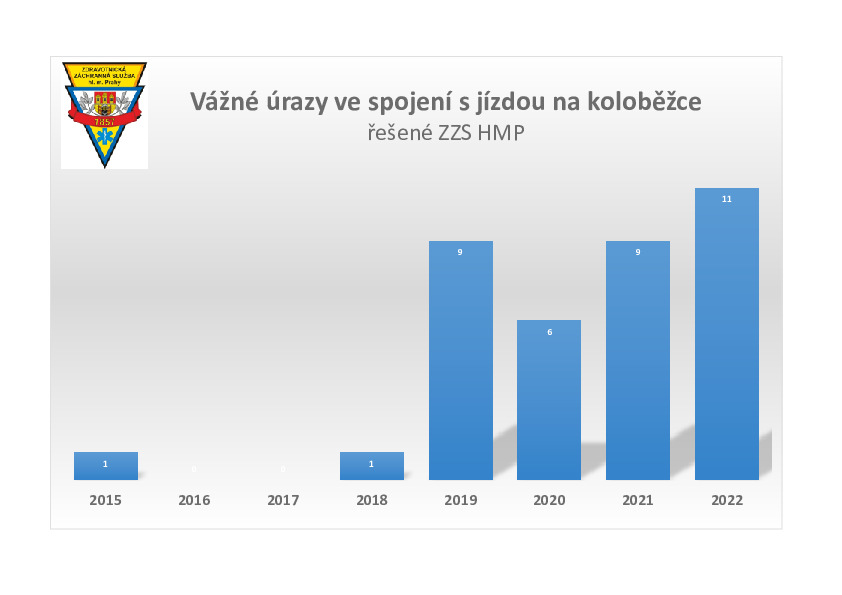 ZDRAVOTNICKÁ
ZÁCHRANNÁ SLUŽBA
hl. m. Prahy
1857
Vážné úrazy ve spojení s jízdou na koloběžce
řešené ZZS HMP
1 0 0 1 9 6 9 11
2015 2016 2017 2018 2019 2020 2021 2022